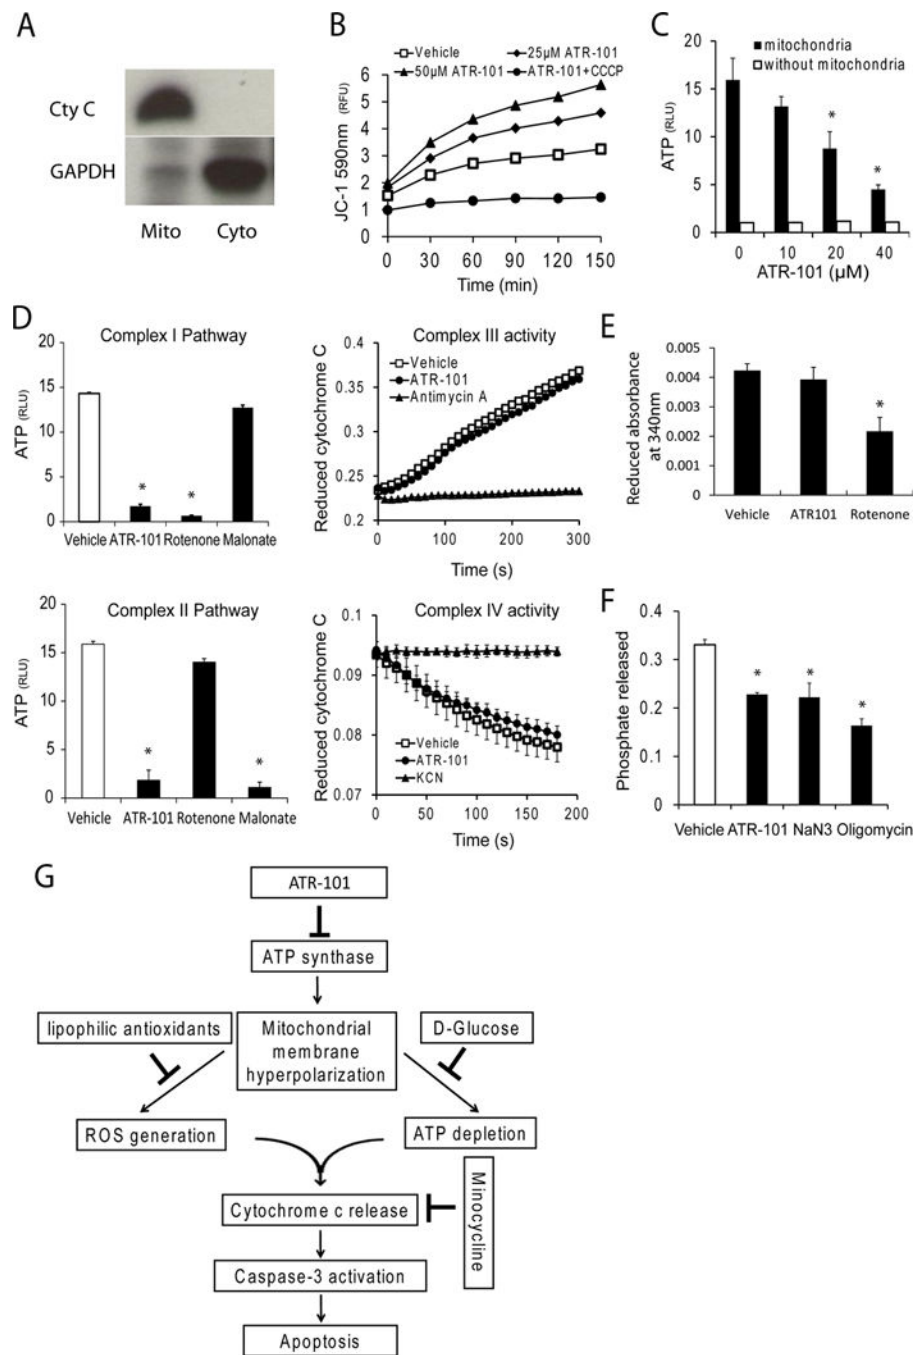 A
Cty C
GAPDH
Mito Cyto
B
Vehicle 25µM ATR-101
50µM ATR-101 ATR-101+CCCP
JC-1 590nm (RFU)
6
5
4
3
2
1
0
0 30 60 90 120 150
Time (min)
C
mitochondria
without mitochondria
ATP (RLU)
20
15
10
5
0
*
*
0 10 20 40
ATR-101 (µM)
D
Complex I Pathway
ATP (RLU)
20
15
10
5
0
* *
Vehicle ATR-101 Rotenone Malonate
Complex III activity
Vehicle
ATR-101
Antimycin A
Reduced cytochrome C
0.4
0.35
0.3
0.25
0.2
0 100 200 300
Time (s)
E
Reduced absorbance
at 340nm
0.005
0.004
0.003
0.002
0.001
0
*
Vehicle ATR101 Rotenone
Complex II Pathway
ATP (RLU)
20
15
10
5
0
* *
Vehicle ATR-101 Rotenone Malonate
Complex IV activity
Reduced cytochrome C
0.1
0.09
0.08
0.07
Vehicle
ATR-101
KCN
0 50 100 150 200
Time (s)
F
Phosphate released
0.4
0.3
0.2
0.1
0
* * *
Vehicle ATR-101 NaN3 Oligomycin
G
ATR-101
ATP synthase
lipophilic antioxidants
Mitochondrial
membrane
hyperpolarization
D-Glucose
ROS generation
ATP depletion
Minocycline
Cytochrome c release
Caspase-3 activation
Apoptosis